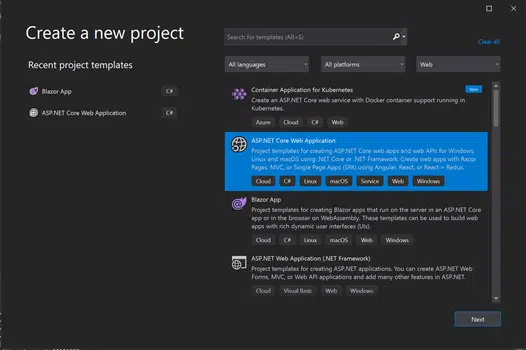 Create a new project
Search for templates (Alt+S)
Clear all
Recent project templates
All languages
All platforms
Web
Blazor App
C#
ASP.NET Core Web Application
C#
Container Application for Kubernetes
New
Create an ASP.NET Core web service with Docker container support running in
Kubernetes.
Azure
Cloud
C#
Web
ASP.NET Core Web Application
Project templates for creating ASP.NET Core web apps and web APIs for Windows,
Linux and macOS using .NET Core or .NET Framework. Create web apps with Razor
Pages, MVC, or Single Page Apps (SPA) using Angular, React, or React + Redux.
Cloud
C#
Linux
macOS
Service
Web
Windows
Blazor App
Project templates for creating Blazor apps that run on the server in an ASP.NET Core
app or in the browser on WebAssembly. These templates can be used to build web
apps with rich dynamic user interfaces (UIs).
Cloud
C#
Linux
macOS
Web
Windows
ASP.NET Web Application (.NET Framework)
Project templates for creating ASP.NET applications. You can create ASP.NET Web
Forms, MVC, or Web API applications and add many other features in ASP.NET.
Cloud
Visual Basic
Web
Windows
Next